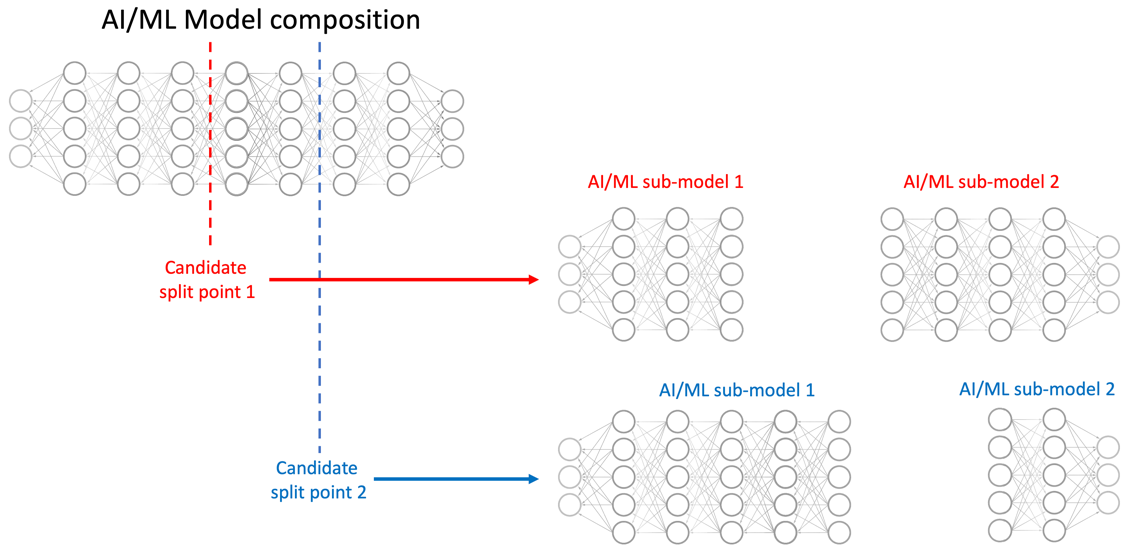 AI/ML Model composition
AI/ML sub-model 1
AI/ML sub-model 2
Candidate
split point 1
AI/ML sub-model 1
AI/ML sub-model 2
Candidate
split point 2